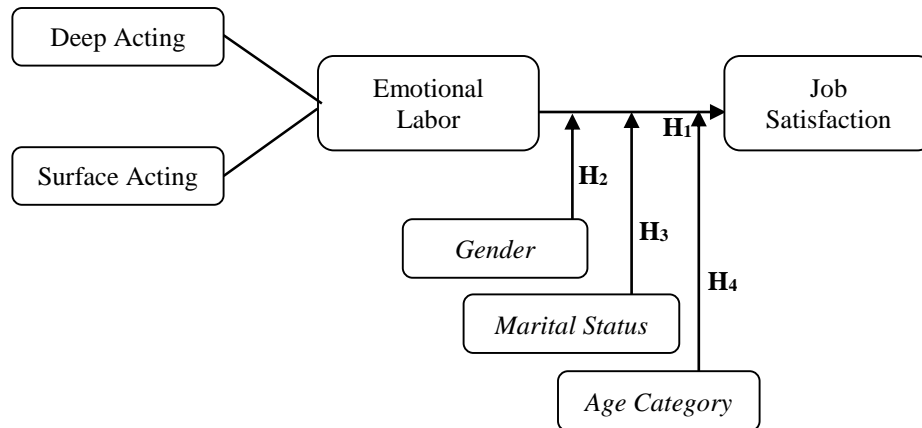 Deep Acting
Emotional
Labor
Job
Satisfaction
H₁
Surface Acting
H₂
Gender
H₃
Marital Status
H₄
Age Category